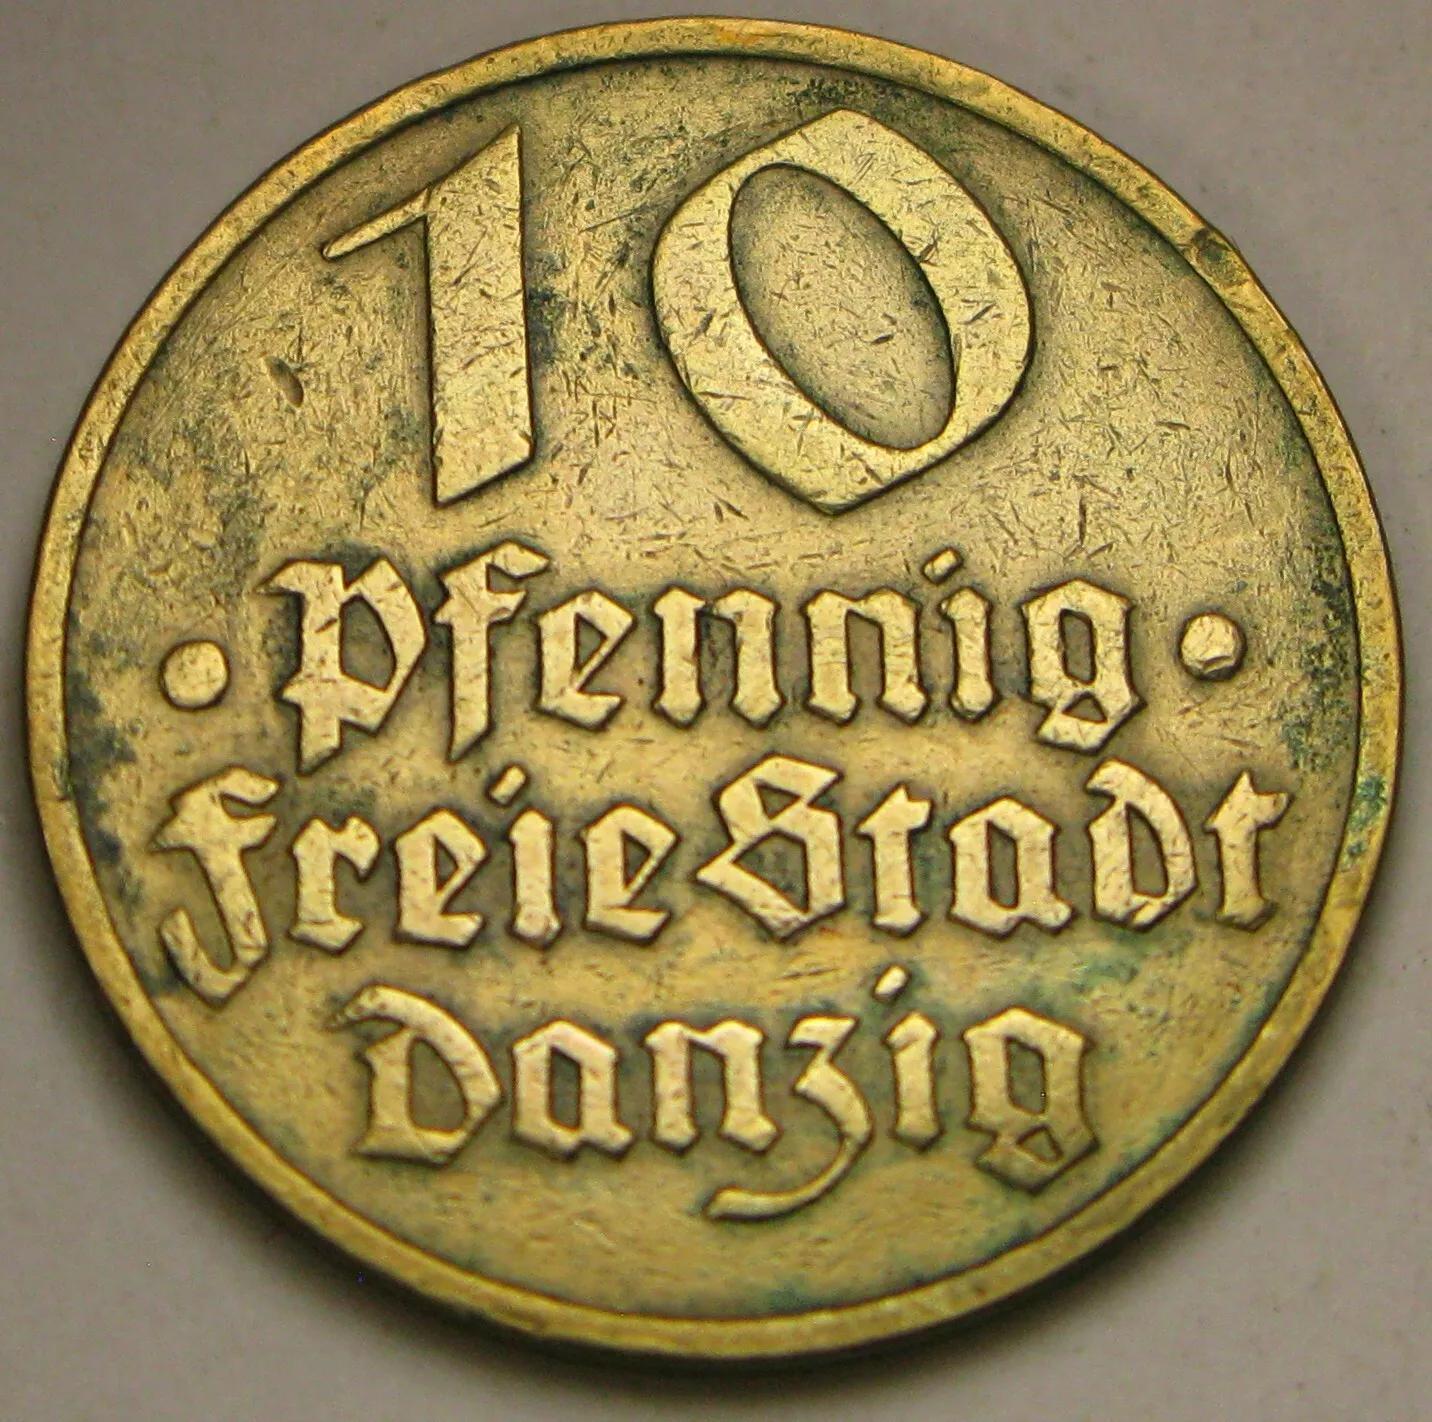 10
· Pfennig ·
Freie Stadt
Danzig